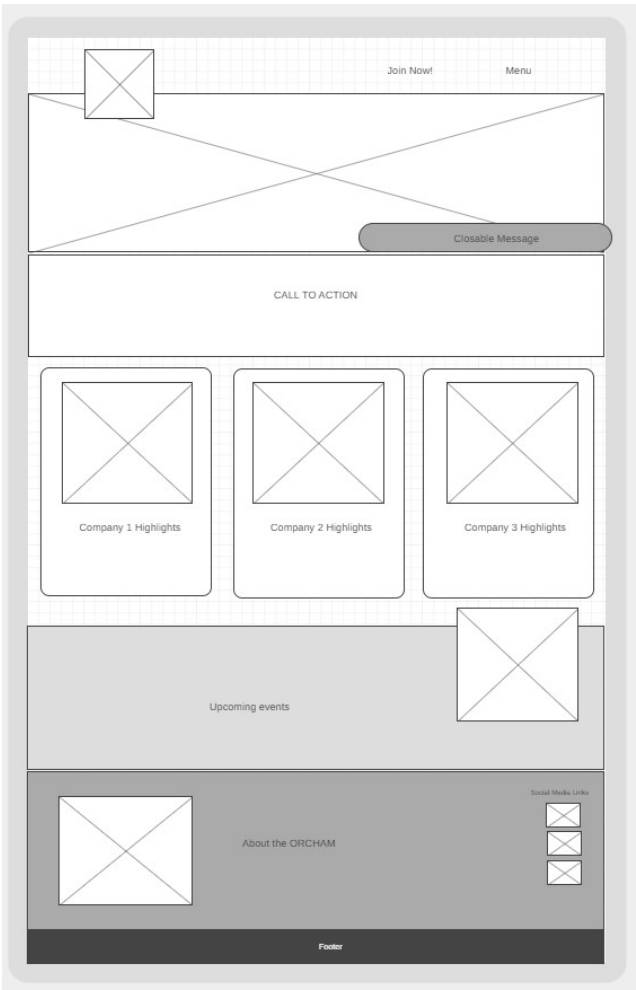 Join Now!
Menu
Closable Message
CALL TO ACTION
Company 1 Highlights
Company 2 Highlights
Company 3 Highlights
Upcoming events
Social Media Links
About the ORCHAM
Footer